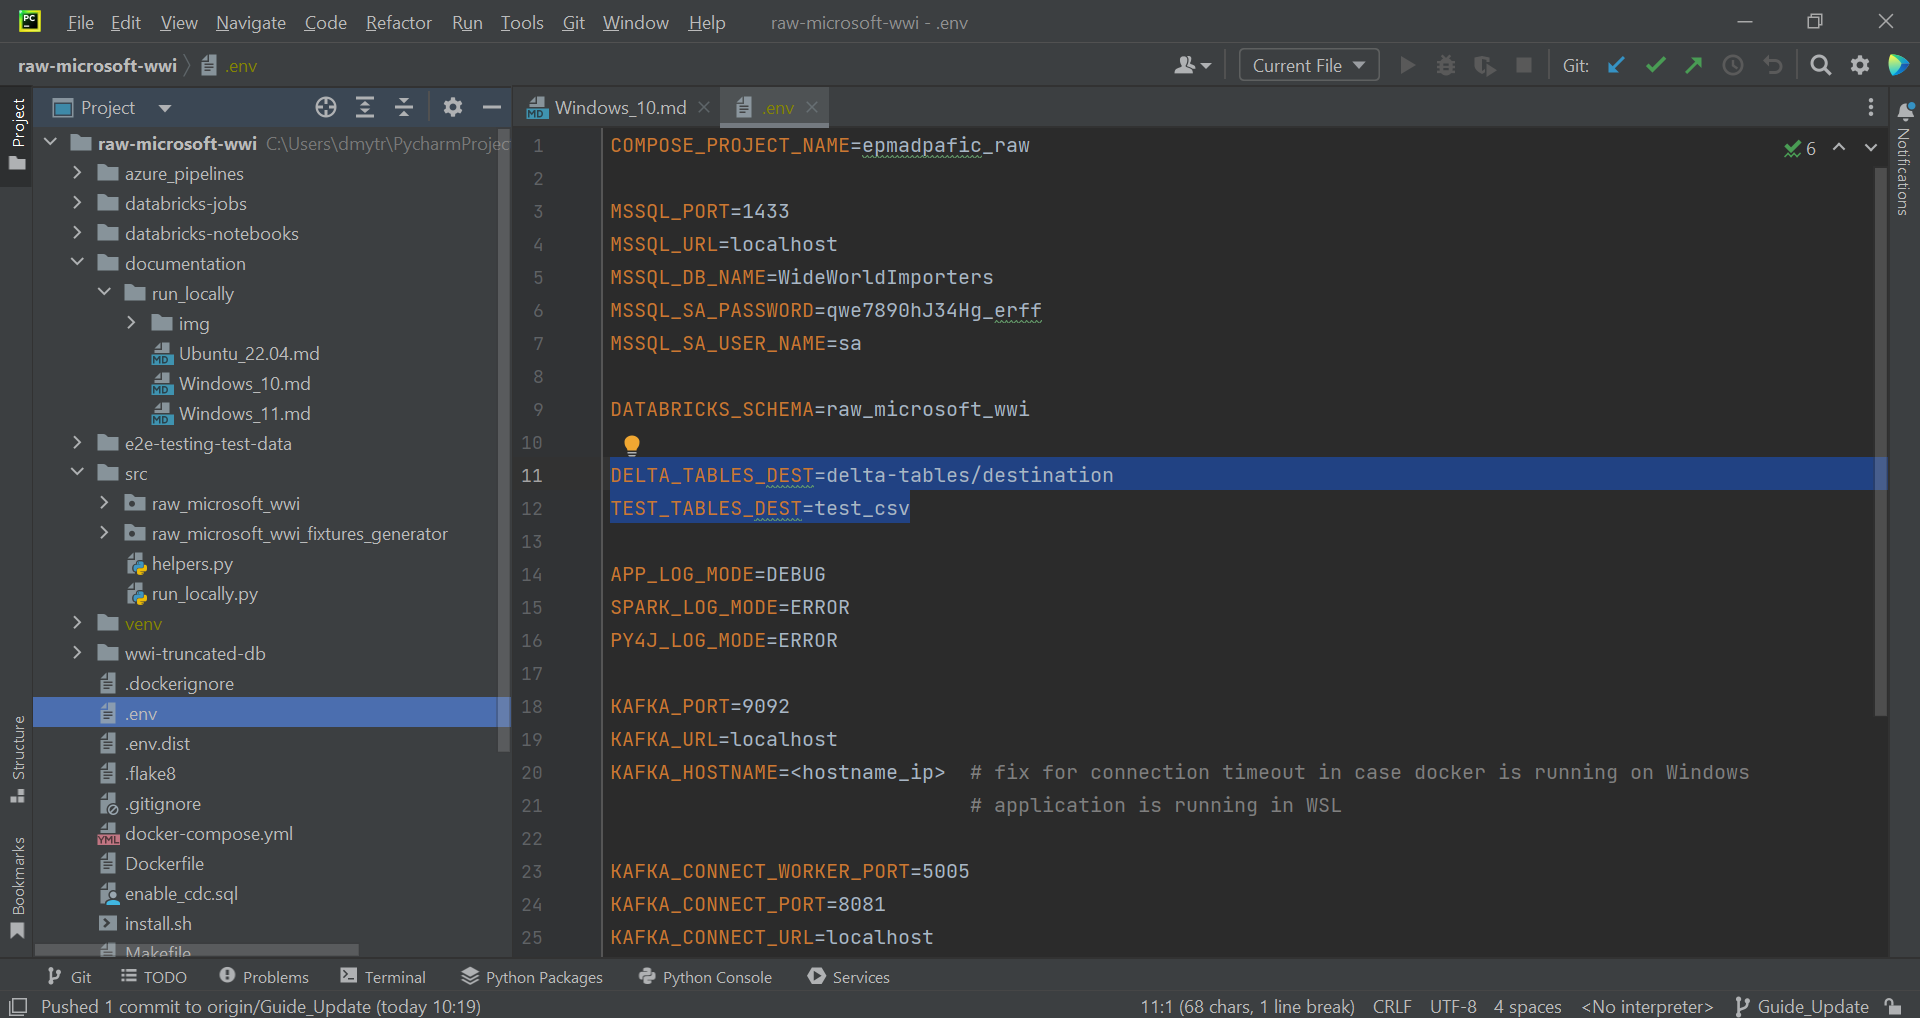 PC File Edit View Navigate Code Refactor Run Tools Git Window Help raw-microsoft-wwi - .env
raw-microsoft-wwi .env Current File Git:
Project
Project
Windows_10.md .env
raw-microsoft-wwi C:\Users\dmytr\PycharmProjec
azure_pipelines
databricks-jobs
databricks-notebooks
documentation
run_locally
img
MD Ubuntu_22.04.md
MD Windows_10.md
MD Windows_11.md
e2e-testing-test-data
src
raw_microsoft_wwi
raw_microsoft_wwi_fixtures_generator
helpers.py
run_locally.py
venv
wwi-truncated-db
.dockerignore
.env
.env.dist
.flake8
.gitignore
YML docker-compose.yml
Dockerfile
enable_cdc.sql
install.sh
Makefile
Structure
Bookmarks
1 COMPOSE_PROJECT_NAME=epmadpafic_raw
2
3 MSSQL_PORT=1433
4 MSSQL_URL=localhost
5 MSSQL_DB_NAME=WideWorldImporters
6 MSSQL_SA_PASSWORD=qwe7890hJ34Hg_erff
7 MSSQL_SA_USER_NAME=sa
8
9 DATABRICKS_SCHEMA=raw_microsoft_wwi
10
11 DELTA_TABLES_DEST=delta-tables/destination
12 TEST_TABLES_DEST=test_csv
13
14 APP_LOG_MODE=DEBUG
15 SPARK_LOG_MODE=ERROR
16 PY4J_LOG_MODE=ERROR
17
18 KAFKA_PORT=9092
19 KAFKA_URL=localhost
20 KAFKA_HOSTNAME=<hostname_ip> # fix for connection timeout in case docker is running on Windows
21 # application is running in WSL
22
23 KAFKA_CONNECT_WORKER_PORT=5005
24 KAFKA_CONNECT_PORT=8081
25 KAFKA_CONNECT_URL=localhost
6
Notifications
Git TODO Problems Terminal Python Packages Python Console Services
Pushed 1 commit to origin/Guide_Update (today 10:19) 11:1 (68 chars, 1 line break) CRLF UTF-8 4 spaces <No interpreter> Guide_Update